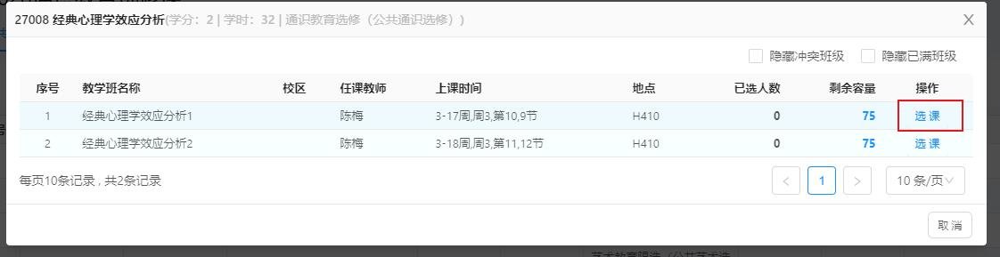 27008 经典心理学效应分析(学分：2 | 学时：32 | 通识教育选修（公共通识选修）)
隐藏冲突班级 隐藏已满班级
序号 教学班名称 校区 任课教师 上课时间 地点 已选人数 剩余容量 操作
1 经典心理学效应分析1 陈梅 3-17周,周3,第10,9节 H410 0 75 选课
2 经典心理学效应分析2 陈梅 3-18周,周3,第11,12节 H410 0 75 选课
每页10条记录 , 共2条记录 < 1 > 10 条/页
取消